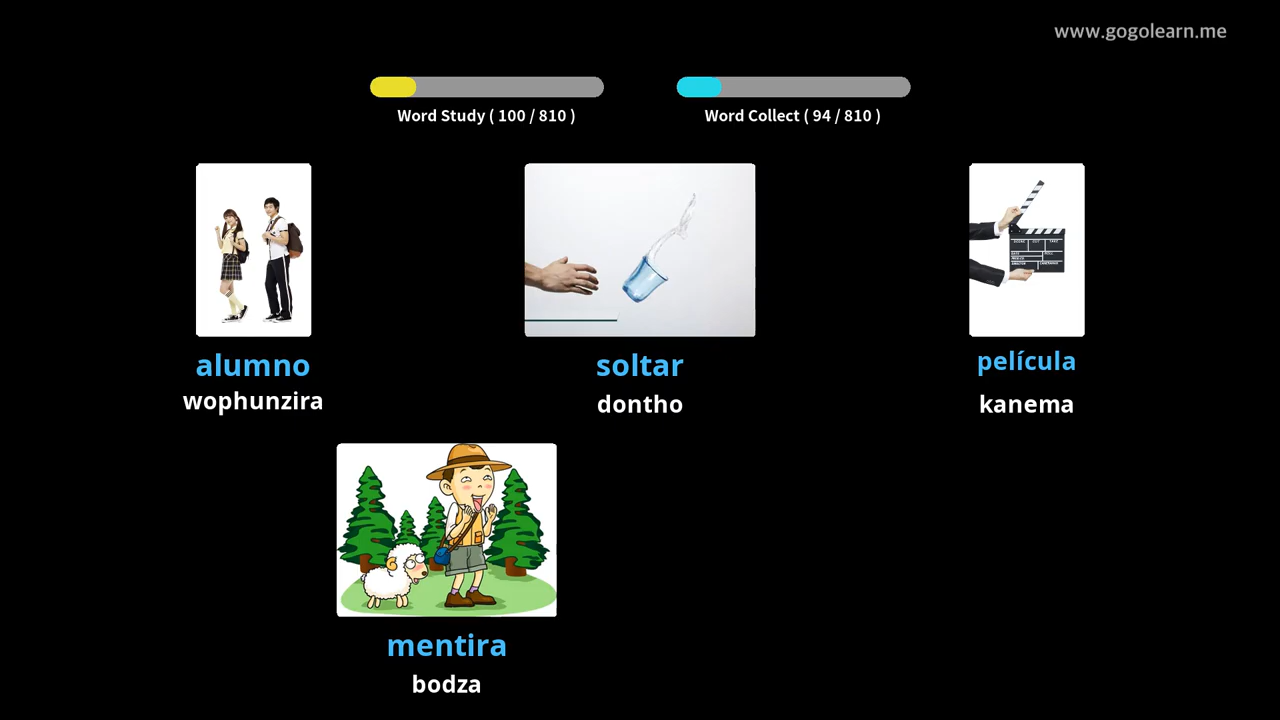 www.gogolearn.me
Word Study ( 100 / 810 )
Word Collect ( 94 / 810 )
alumno
wophunzira
soltar
dontho
película
kanema
mentira
bodza